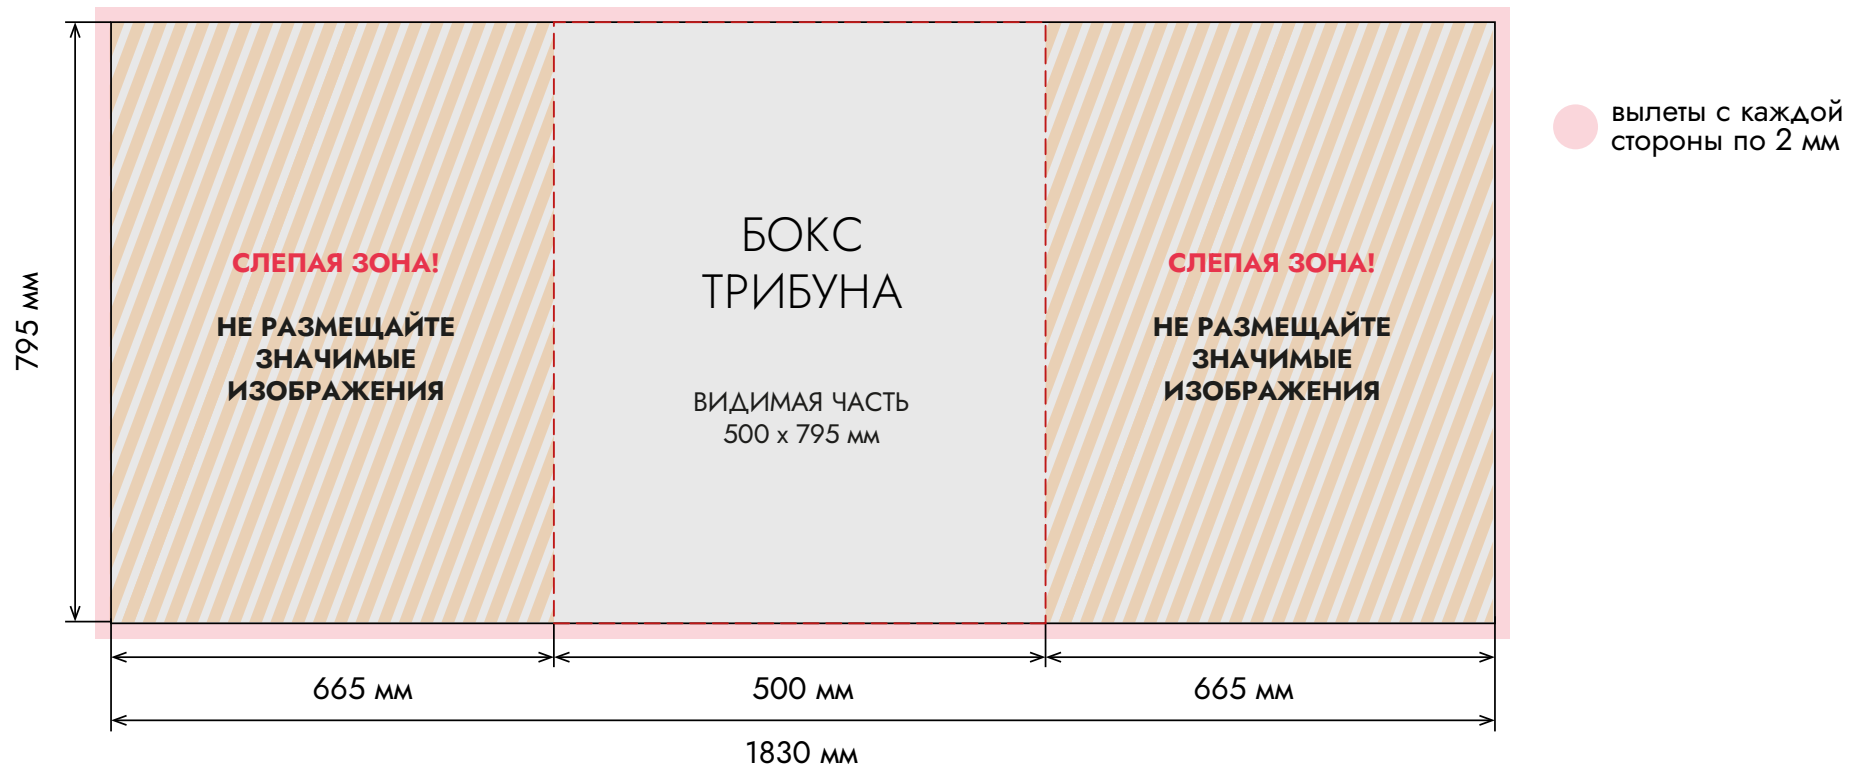 вылеты с каждой
стороны по 2 мм
795 мм
СЛЕПАЯ ЗОНА!
НЕ РАЗМЕЩАЙТЕ
ЗНАЧИМЫЕ
ИЗОБРАЖЕНИЯ
БОКС
ТРИБУНА
ВИДИМАЯ ЧАСТЬ
500 х 795 мм
СЛЕПАЯ ЗОНА!
НЕ РАЗМЕЩАЙТЕ
ЗНАЧИМЫЕ
ИЗОБРАЖЕНИЯ
665 мм
500 мм
665 мм
1830 мм